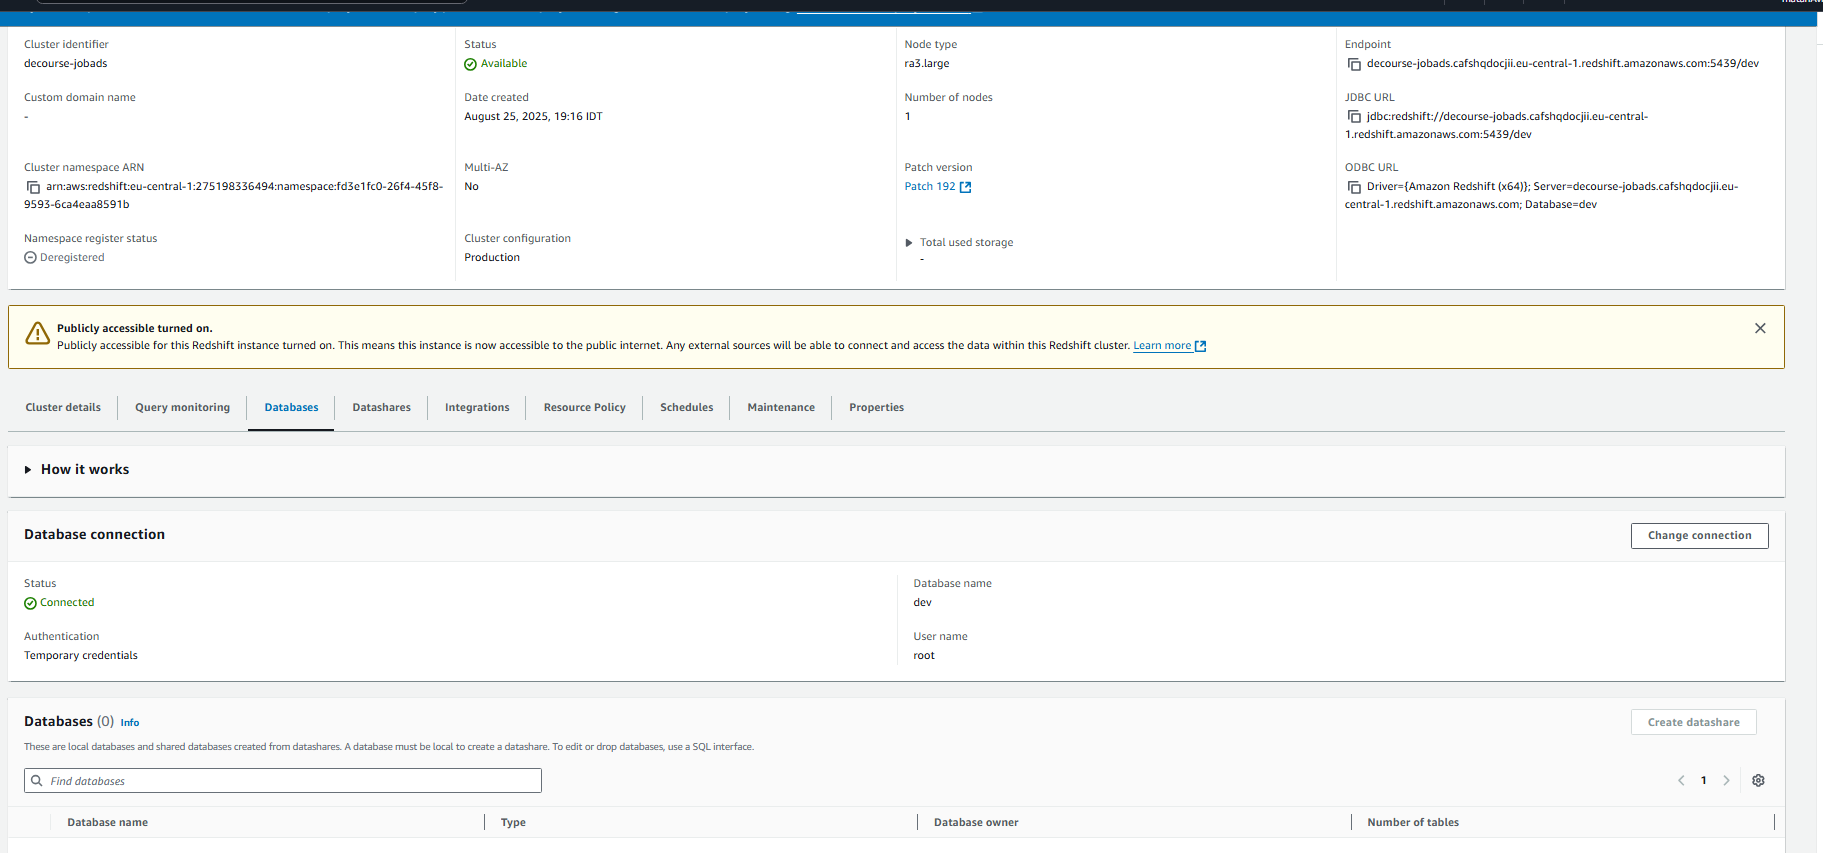 Cluster identifier
decourse-jobads
Status
Available
Node type
ra3.large
Endpoint
decourse-jobads.cafshqdocjii.eu-central-1.redshift.amazonaws.com:5439/dev
Custom domain name
-
Date created
August 25, 2025, 19:16 IDT
Number of nodes
1
JDBC URL
jdbc:redshift://decourse-jobads.cafshqdocjii.eu-central-
1.redshift.amazonaws.com:5439/dev
Cluster namespace ARN
arn:aws:redshift:eu-central-1:275198336494:namespace:fd3e1fc0-26f4-45f8-
9593-6ca4eaa8591b
Multi-AZ
No
Patch version
Patch 192
ODBC URL
Driver={Amazon Redshift (x64)}; Server=decourse-jobads.cafshqdocjii.eu-
central-1.redshift.amazonaws.com; Database=dev
Namespace register status
Deregistered
Cluster configuration
Production
Total used storage
-
Publicly accessible turned on.
Publicly accessible for this Redshift instance turned on. This means this instance is now accessible to the public internet. Any external sources will be able to connect and access the data within this Redshift cluster. Learn more
Cluster details
Query monitoring
Databases
Datashares
Integrations
Resource Policy
Schedules
Maintenance
Properties
How it works
Database connection
Change connection
Status
Connected
Database name
dev
Authentication
Temporary credentials
User name
root
Databases (0) Info
Create datashare
These are local databases and shared databases created from datashares. A database must be local to create a datashare. To edit or drop databases, use a SQL interface.
Find databases
1
Database name
Type
Database owner
Number of tables